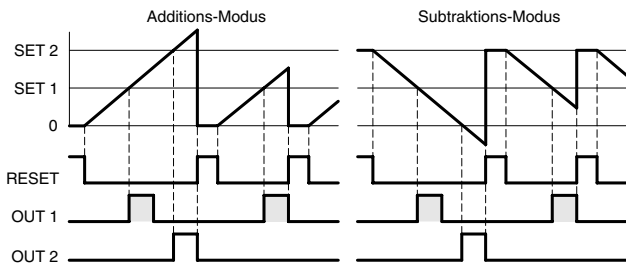 Additions-Modus
Subtraktions-Modus
SET 2
SET 1
0
RESET
OUT 1
OUT 2